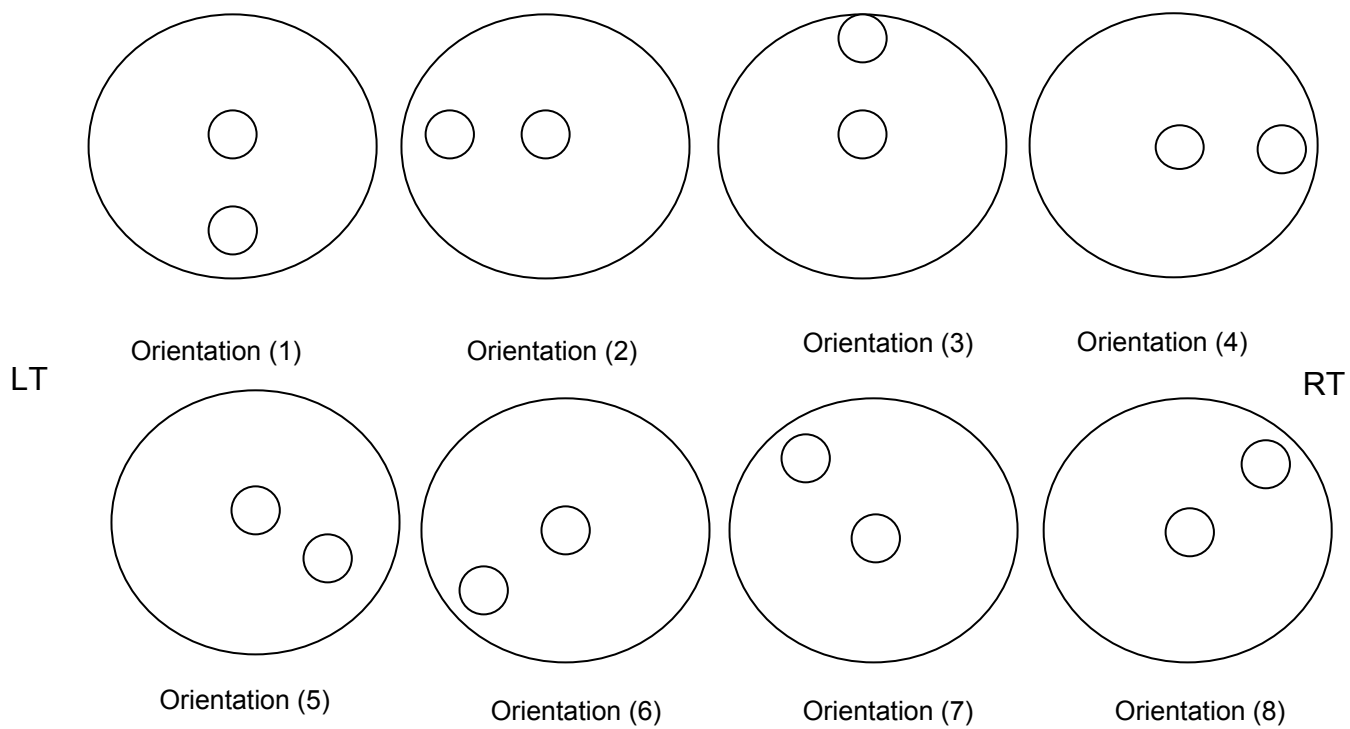 Orientation (1)
Orientation (2)
Orientation (3)
Orientation (4)
LT
RT
Orientation (5)
Orientation (6)
Orientation (7)
Orientation (8)